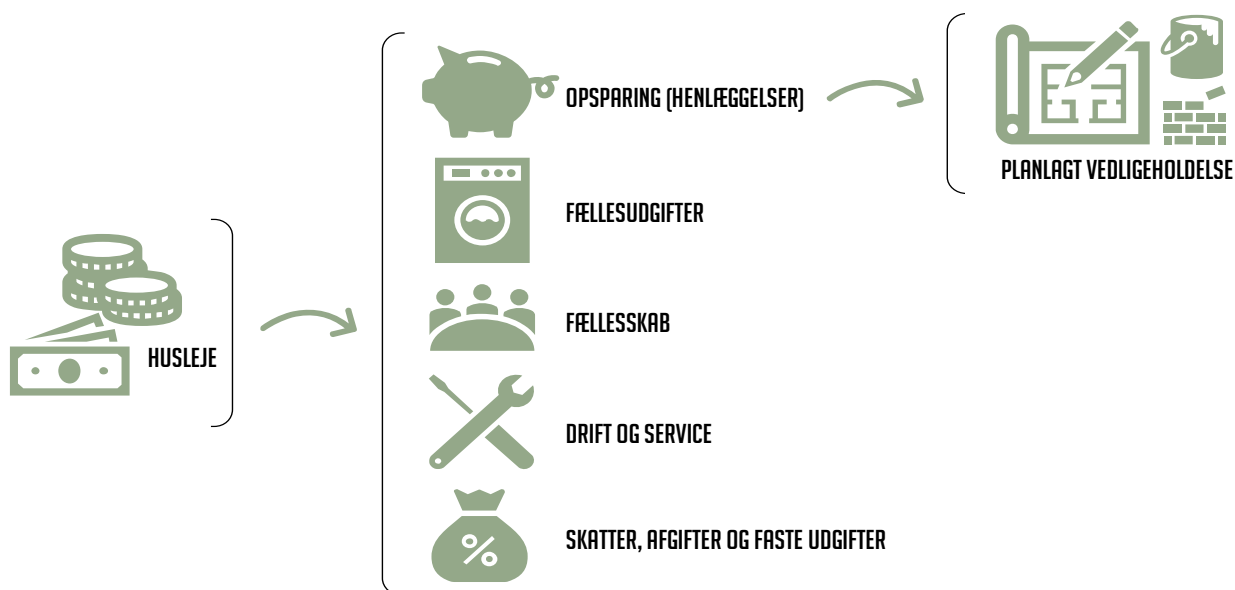 HUSLEJE
OPSPARING (HENLÆGGELSER)
PLANLAGT VEDLIGEHOLDELSE
FÆLLESUDGIFTER
FÆLLESSKAB
DRIFT OG SERVICE
%
SKATTER, AFGIFTER OG FASTE UDGIFTER